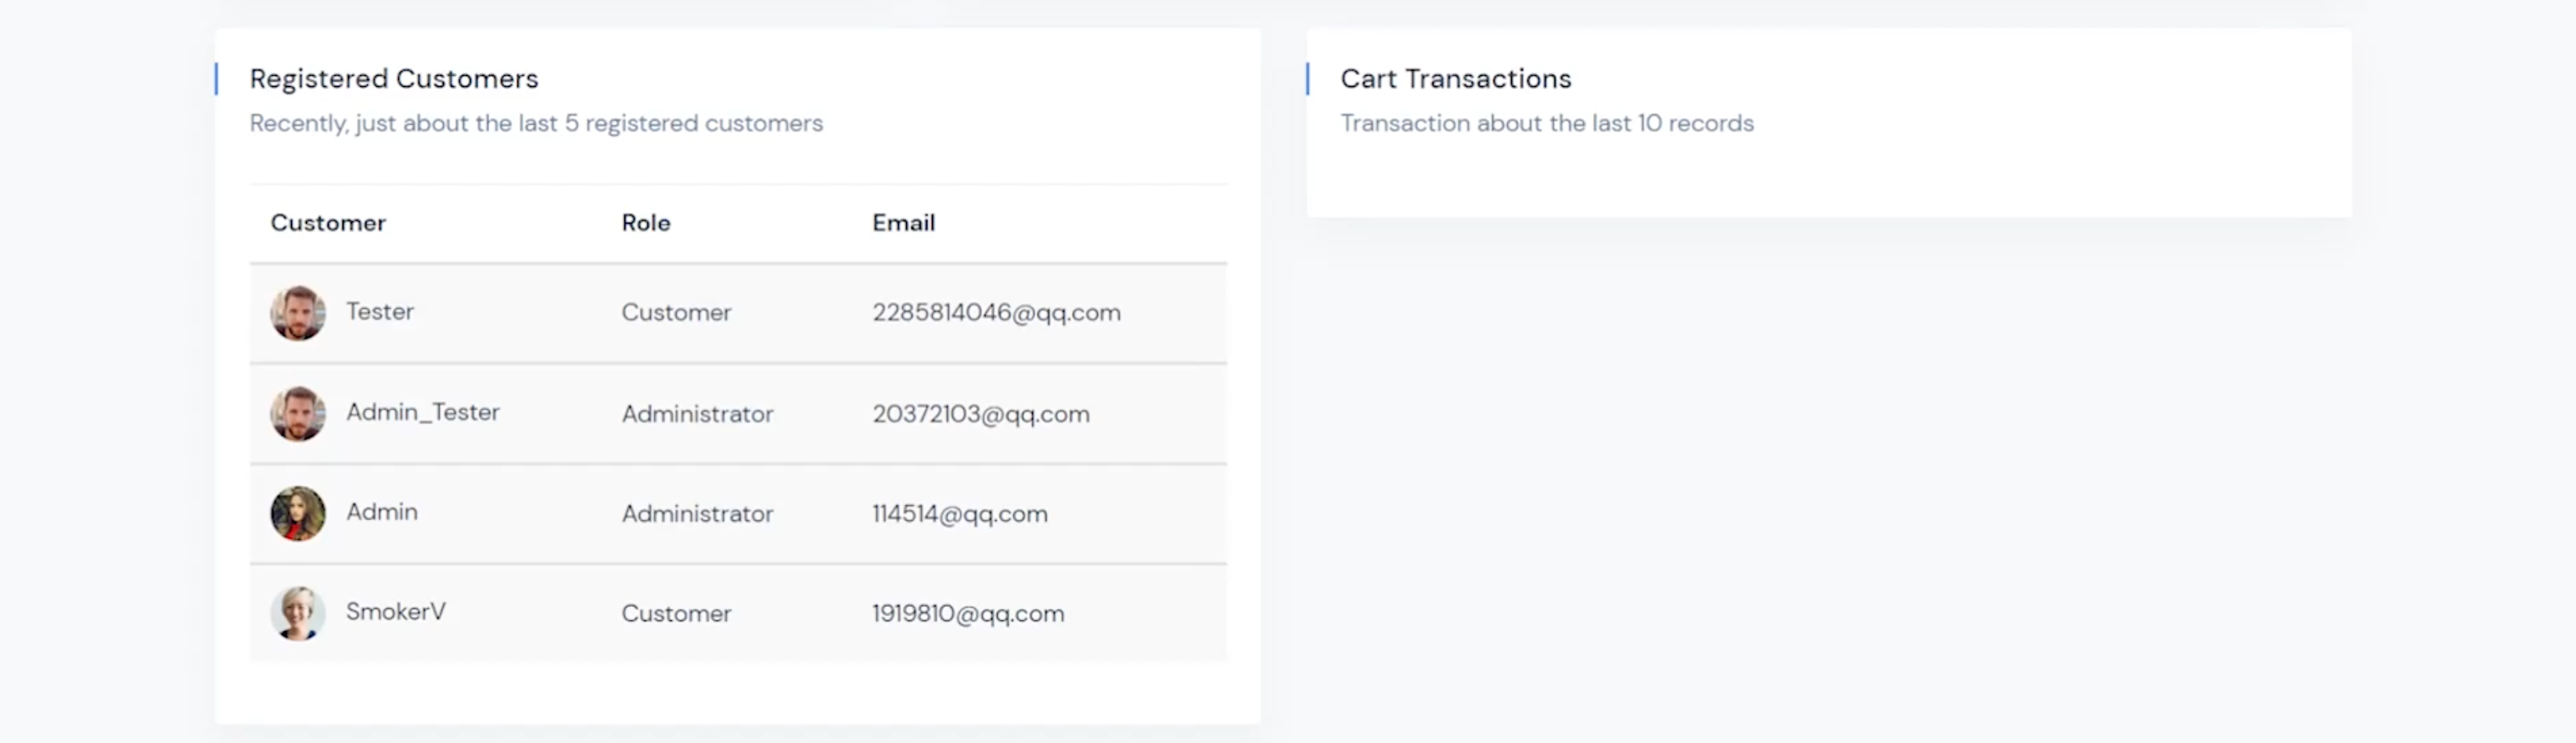 Registered Customers
Recently, just about the last 5 registered customers
Customer Role Email
Tester Customer 2285814046@qq.com
Admin_Tester Administrator 20372103@qq.com
Admin Administrator 114514@qq.com
SmokerV Customer 1919810@qq.com
Cart Transactions
Transaction about the last 10 records